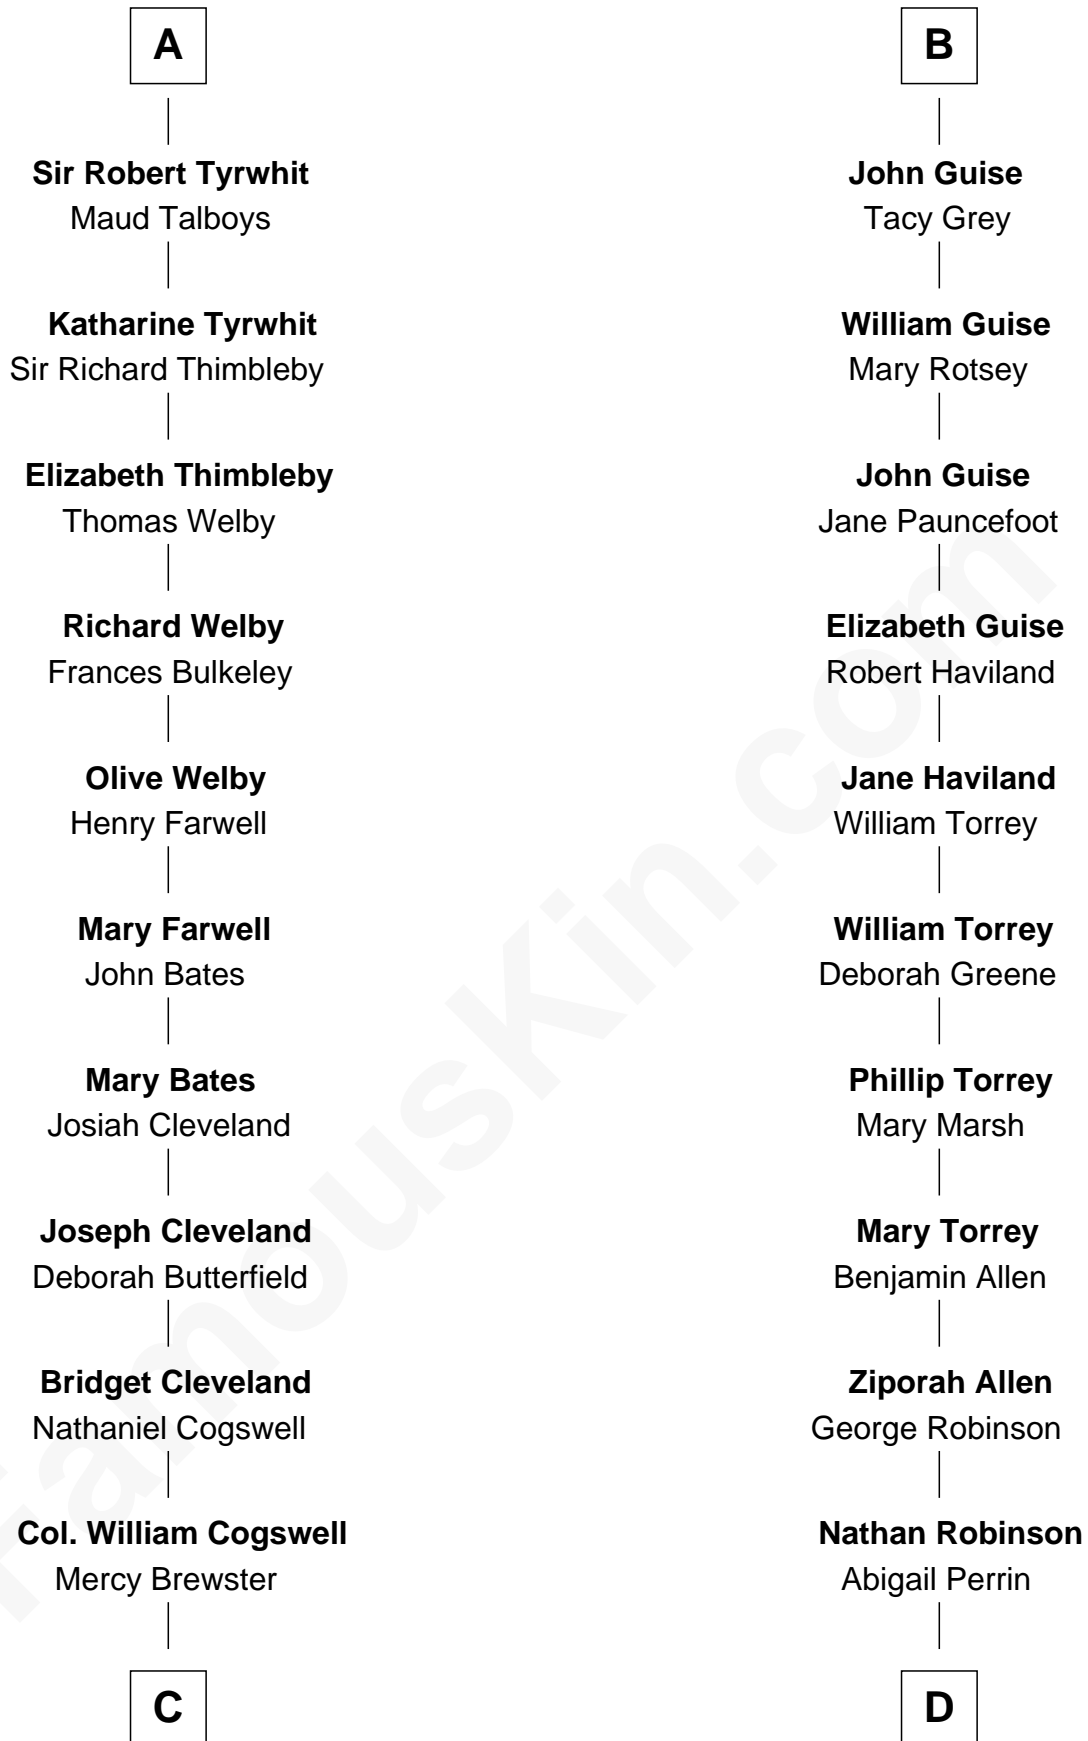 A
Sir Robert Tyrwhit
Maud Talboys
Katharine Tyrwhit
Sir Richard Thimbleby
Elizabeth Thimbleby
Thomas Welby
Richard Welby
Frances Bulkeley
Olive Welby
Henry Farwell
Mary Farwell
John Bates
Mary Bates
Josiah Cleveland
Joseph Cleveland
Deborah Butterfield
Bridget Cleveland
Nathaniel Cogswell
Col. William Cogswell
Mercy Brewster
C
B
John Guise
Tacy Grey
William Guise
Mary Rotsey
John Guise
Jane Pauncefoot
Elizabeth Guise
Robert Haviland
Jane Haviland
William Torrey
William Torrey
Deborah Greene
Phillip Torrey
Mary Marsh
Mary Torrey
Benjamin Allen
Ziporah Allen
George Robinson
Nathan Robinson
Abigail Perrin
D
FamousKin.com